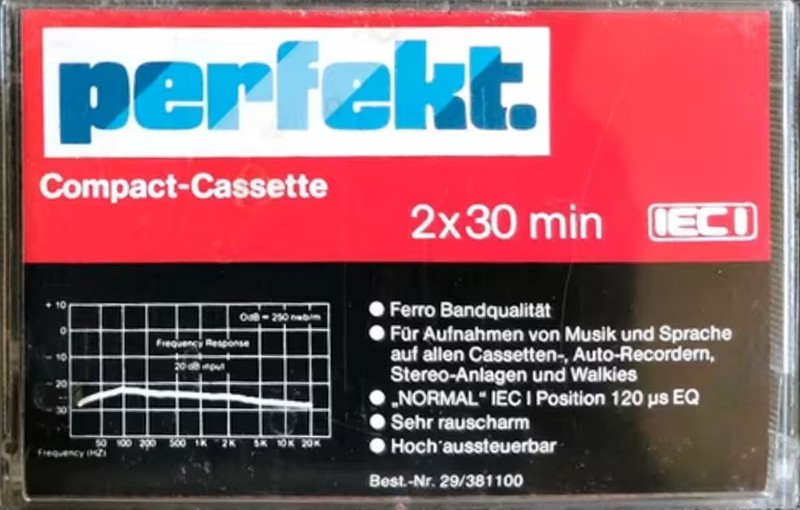 perfekt.
Compact-Cassette
2x30 min
IEC I
+ 10
0
- 10
- 20
- 30
OdB = 250 nwb/m
Frequency Response
20 dB input
50 100 200 500 1K 2K 5K 10K 20K
Frequency (HZ)
● Ferro Bandqualität
● Für Aufnahmen von Musik und Sprache
auf allen Cassetten-, Auto-Recordern,
Stereo-Anlagen und Walkies
● „NORMAL“ IEC I Position 120 µs EQ
● Sehr rauscharm
● Hoch aussteuerbar
Best.-Nr. 29/381100